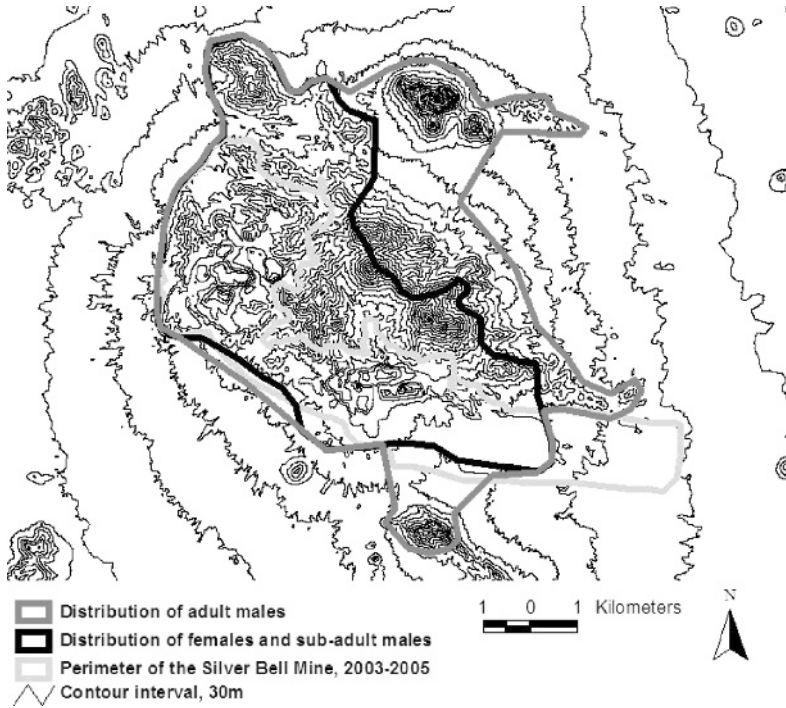 Distribution of adult males
Distribution of females and sub-adult males
Perimeter of the Silver Bell Mine, 2003-2005
Contour interval, 30m
1 0 1 Kilometers
N